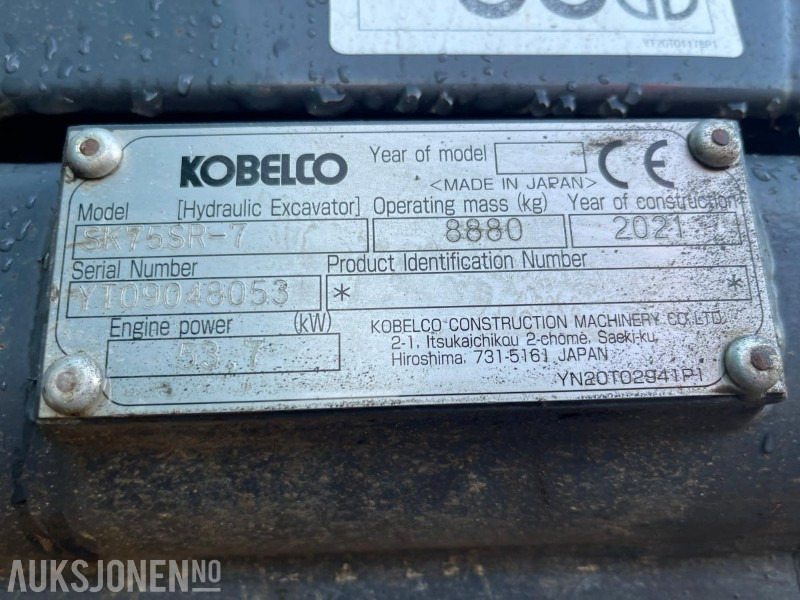 YT20T01178P1
KOBELCO
Year of model
CE
<MADE IN JAPAN>
Model [Hydraulic Excavator] Operating mass (kg) Year of construction
SK75SR-7 8880 2021
Serial Number Product Identification Number
YT09048053 * *
Engine power (kW)
53.7
KOBELCO CONSTRUCTION MACHINERY CO., LTD.
2-1, Itsukaichikou 2-chome, Saeki-ku,
Hiroshima. 731-5161 JAPAN
YN20T02941P1
AUKSJONEN.NO